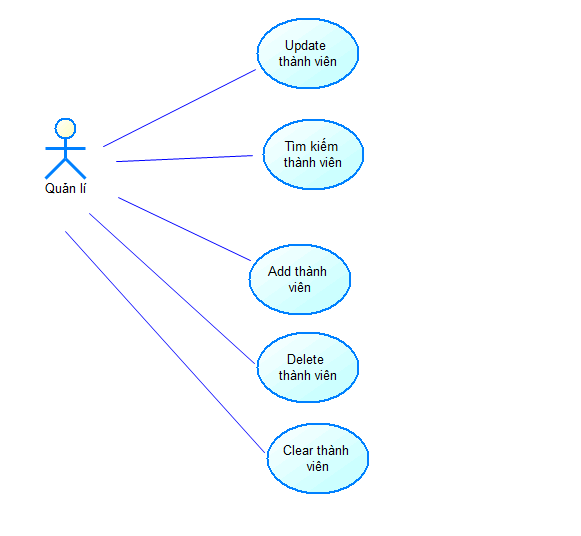 Update
thành viên
Tìm kiếm
thành viên
Quản lí
Add thành
viên
Delete
thành viên
Clear thành
viên